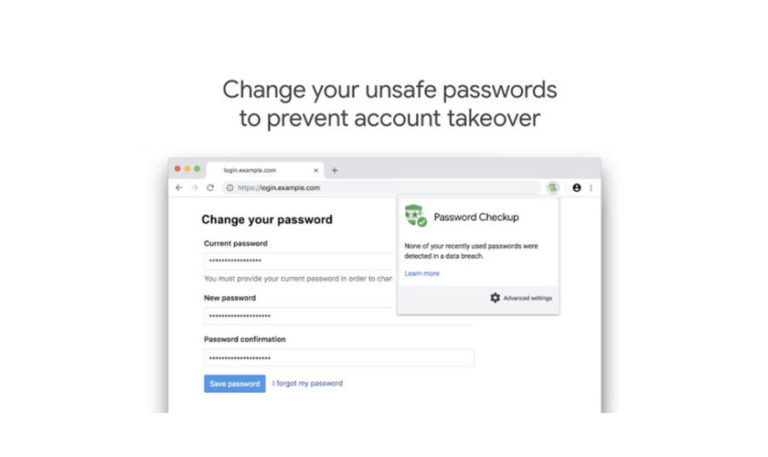 Change your unsafe passwords
to prevent account takeover
login.example.com
https://login.example.com
Change your password
Current password
****************
You must provide your current password in order to char
New password
*******************
Password confirmation
*******************
Save password
I forgot my password
Password Checkup
None of your recently used passwords were
detected in a data breach.
Learn more
Advanced settings